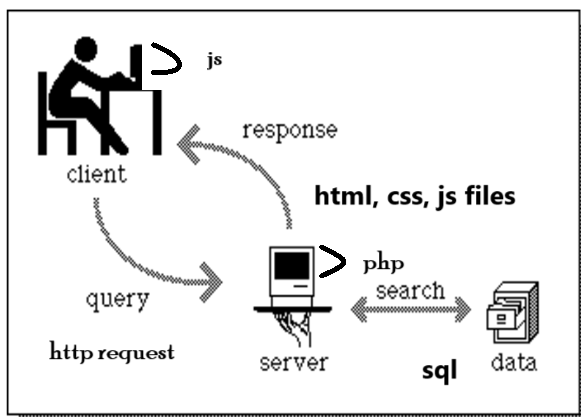 js
response
client
html, css, js files
php
query
search
http request
server
sql
data